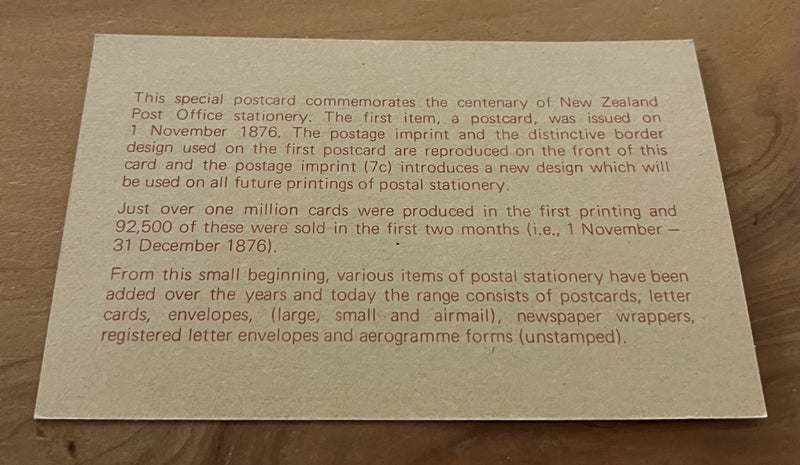 This special postcard commemorates the centenary of New Zealand
Post Office stationery. The first item, a postcard, was issued on
1 November 1876. The postage imprint and the distinctive border
design used on the first postcard are reproduced on the front of this
card and the postage imprint (7c) introduces a new design which will
be used on all future printings of postal stationery.
Just over one million cards were produced in the first printing and
92,500 of these were sold in the first two months (i.e., 1 November –
31 December 1876).
From this small beginning, various items of postal stationery have been
added over the years and today the range consists of postcards, letter
cards, envelopes, (large, small and airmail), newspaper wrappers,
registered letter envelopes and aerogramme forms (unstamped).